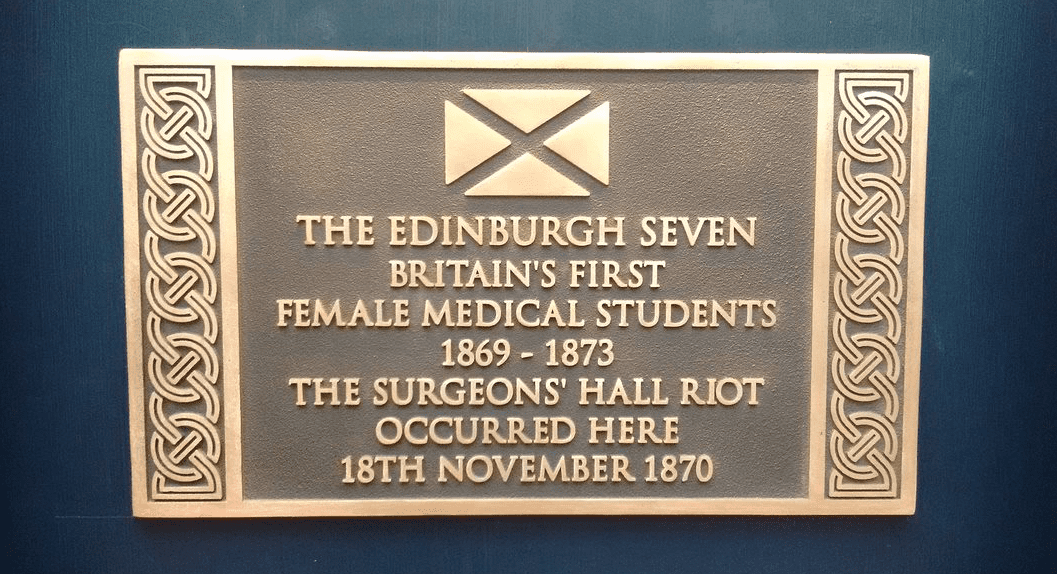 THE EDINBURGH SEVEN
BRITAIN'S FIRST
FEMALE MEDICAL STUDENTS
1869 - 1873
THE SURGEONS' HALL RIOT
OCCURRED HERE
18TH NOVEMBER 1870